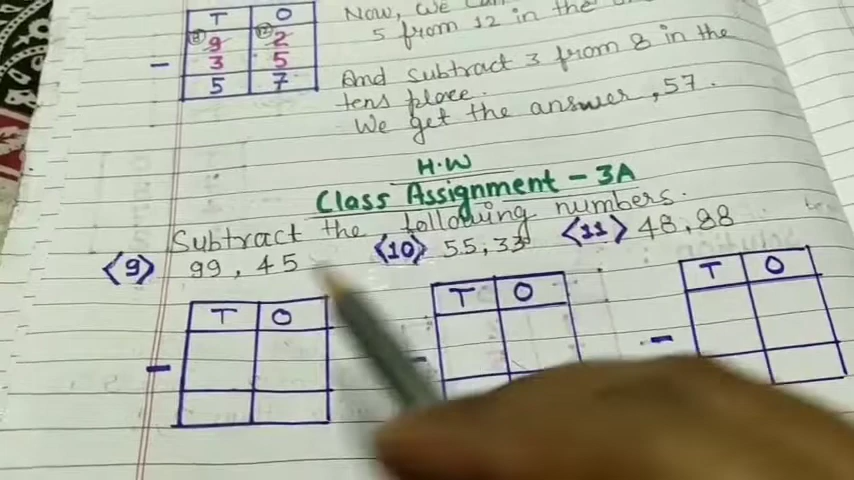 T O
Now, we can
8 12
9 2
5 from 12 in the
- 3 5
And subtract 3 from 8 in the
5 7
tens place.
We get the answer, 57.
H.W
Class Assignment - 3A
Subtract the following numbers.
<9> 99, 45 <10> 55, 33 <11> 48, 88
T O T O T O
- - -